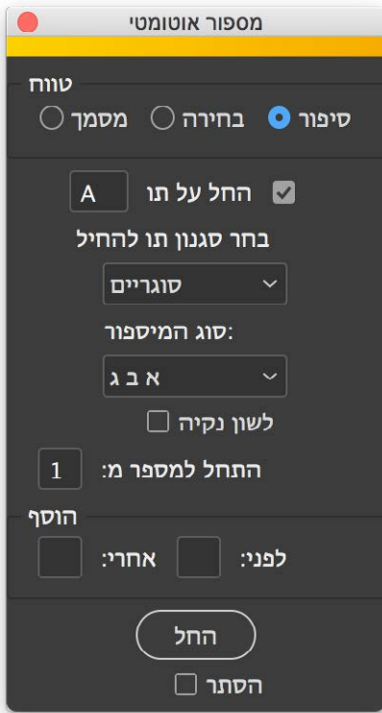 מספור אוטומטי
טווח
סיפור בחירה מסמך
החל על תו A
בחר סגנון תו להחיל
סוגריים
סוג המיספור:
א ב ג
לשון נקיה
התחל למספר מ: 1
הוסף
לפני: אחרי:
החל
הסתר